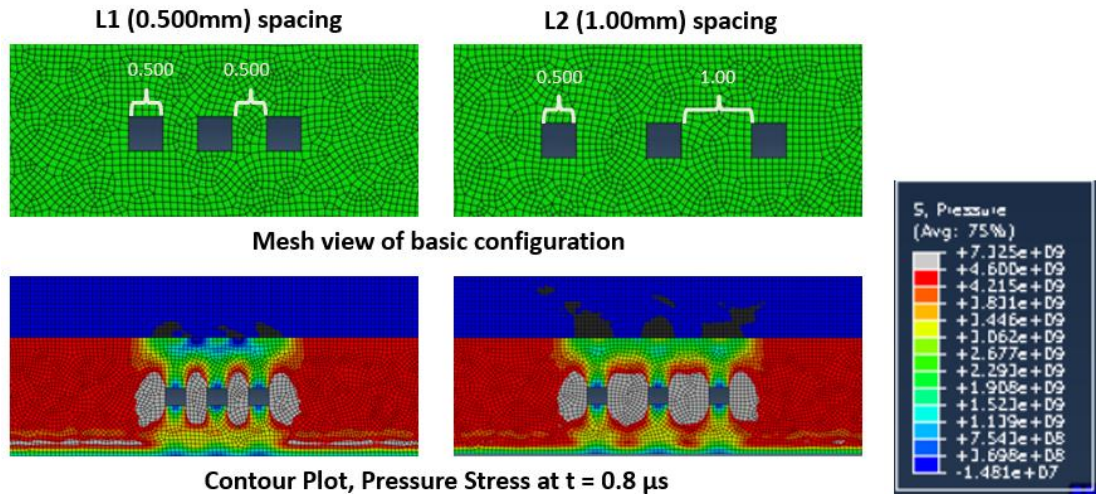 L1 (0.500mm) spacing
L2 (1.00mm) spacing
0.500
0.500
0.500
1.00
Mesh view of basic configuration
S, Pressure
(Avg: 75%)
+7.325e+09
+4.600e+09
+4.215e+09
+3.831e+09
+3.446e+09
+3.062e+09
+2.677e+09
+2.293e+09
+1.908e+09
+1.523e+09
+1.139e+09
+7.543e+08
+3.698e+08
-1.481e+07
Contour Plot, Pressure Stress at t = 0.8 μs